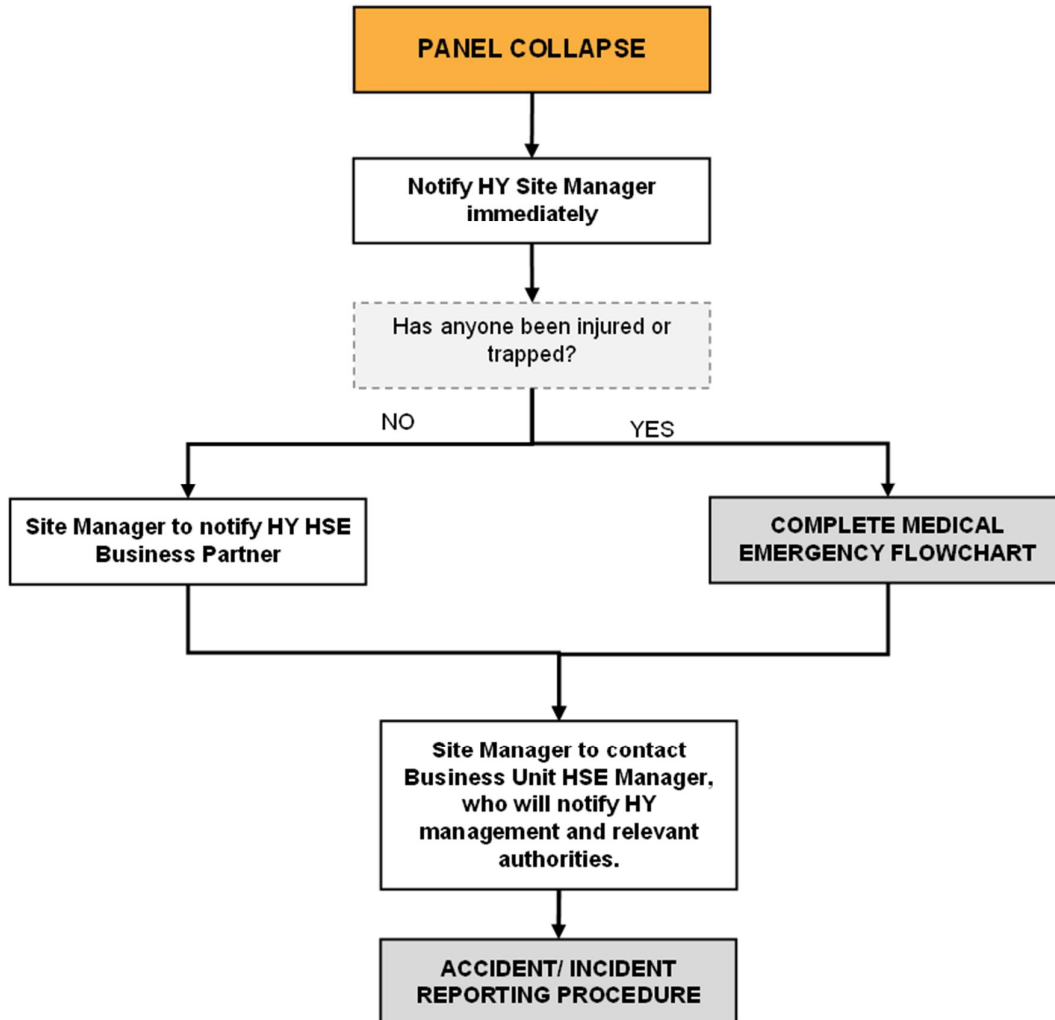 PANEL COLLAPSE
Notify HY Site Manager
immediately
Has anyone been injured or
trapped?
NO
YES
Site Manager to notify HY HSE
Business Partner
COMPLETE MEDICAL
EMERGENCY FLOWCHART
Site Manager to contact
Business Unit HSE Manager,
who will notify HY
management and relevant
authorities.
ACCIDENT/ INCIDENT
REPORTING PROCEDURE